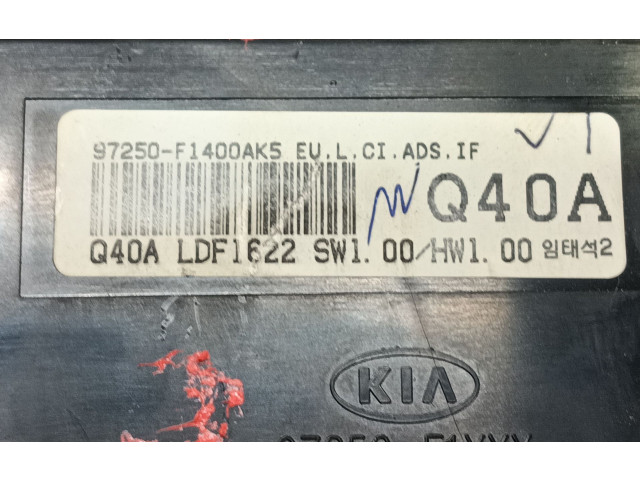 97250-F1400AK5 EU.L.CI.ADS.IF
Q40A
Q40A LDF1622 SW1.00/HW1.00 임태석2
KIA